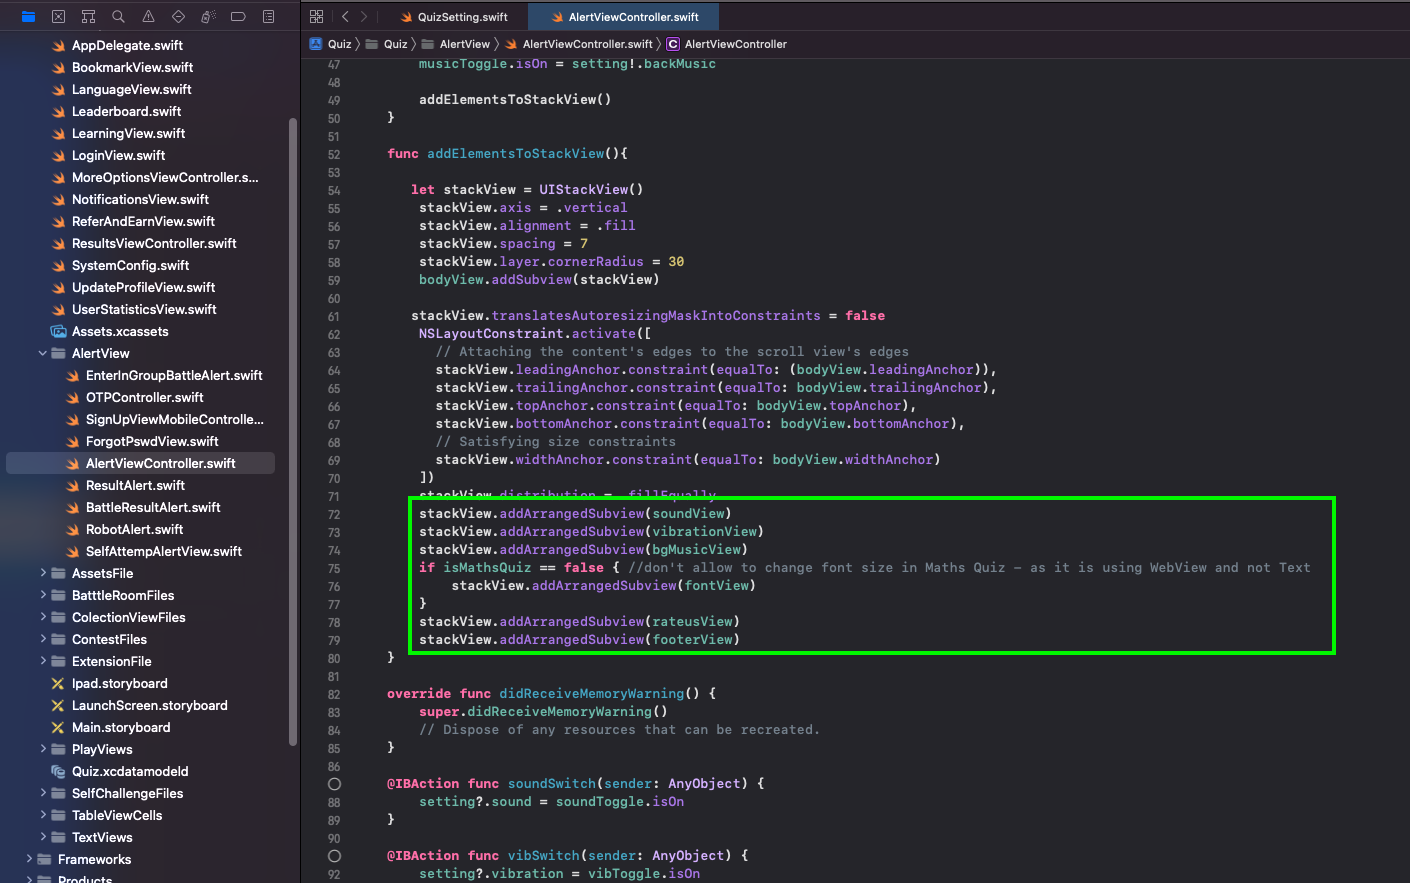 QuizSetting.swift
AlertViewController.swift
Quiz
Quiz
AlertView
AlertViewController.swift
C
AlertViewController
AppDelegate.swift
BookmarkView.swift
LanguageView.swift
Leaderboard.swift
LearningView.swift
LoginView.swift
MoreOptionsViewController.s...
NotificationsView.swift
ReferAndEarnView.swift
ResultsViewController.swift
SystemConfig.swift
UpdateProfileView.swift
UserStatisticsView.swift
Assets.xcassets
AlertView
EnterInGroupBattleAlert.swift
OTPController.swift
SignUpViewMobileControlle...
ForgotPswdView.swift
AlertViewController.swift
ResultAlert.swift
BattleResultAlert.swift
RobotAlert.swift
SelfAttempAlertView.swift
AssetsFile
BatttleRoomFiles
ColectionViewFiles
ContestFiles
ExtensionFile
Ipad.storyboard
LaunchScreen.storyboard
Main.storyboard
PlayViews
Quiz.xcdatamodeld
SelfChallengeFiles
TableViewCells
TextViews
Frameworks
Products
47 musicToggle.isOn = setting!.backMusic
48
49 addElementsToStackView()
50 }
51
52 func addElementsToStackView(){
53
54 let stackView = UIStackView()
55 stackView.axis = .vertical
56 stackView.alignment = .fill
57 stackView.spacing = 7
58 stackView.layer.cornerRadius = 30
59 bodyView.addSubview(stackView)
60
61 stackView.translatesAutoresizingMaskIntoConstraints = false
62 NSLayoutConstraint.activate([
63 // Attaching the content's edges to the scroll view's edges
64 stackView.leadingAnchor.constraint(equalTo: (bodyView.leadingAnchor)),
65 stackView.trailingAnchor.constraint(equalTo: bodyView.trailingAnchor),
66 stackView.topAnchor.constraint(equalTo: bodyView.topAnchor),
67 stackView.bottomAnchor.constraint(equalTo: bodyView.bottomAnchor),
68 // Satisfying size constraints
69 stackView.widthAnchor.constraint(equalTo: bodyView.widthAnchor)
70 ])
71 stackView.distribution = .fillEqually
72 stackView.addArrangedSubview(soundView)
73 stackView.addArrangedSubview(vibrationView)
74 stackView.addArrangedSubview(bgMusicView)
75 if isMathsQuiz == false { //don't allow to change font size in Maths Quiz – as it is using WebView and not Text
76 stackView.addArrangedSubview(fontView)
77 }
78 stackView.addArrangedSubview(rateusView)
79 stackView.addArrangedSubview(footerView)
80 }
81
82 override func didReceiveMemoryWarning() {
83 super.didReceiveMemoryWarning()
84 // Dispose of any resources that can be recreated.
85 }
86
@IBAction func soundSwitch(sender: AnyObject) {
88 setting?.sound = soundToggle.isOn
89 }
90
@IBAction func vibSwitch(sender: AnyObject) {
92 setting?.vibration = vibToggle.isOn